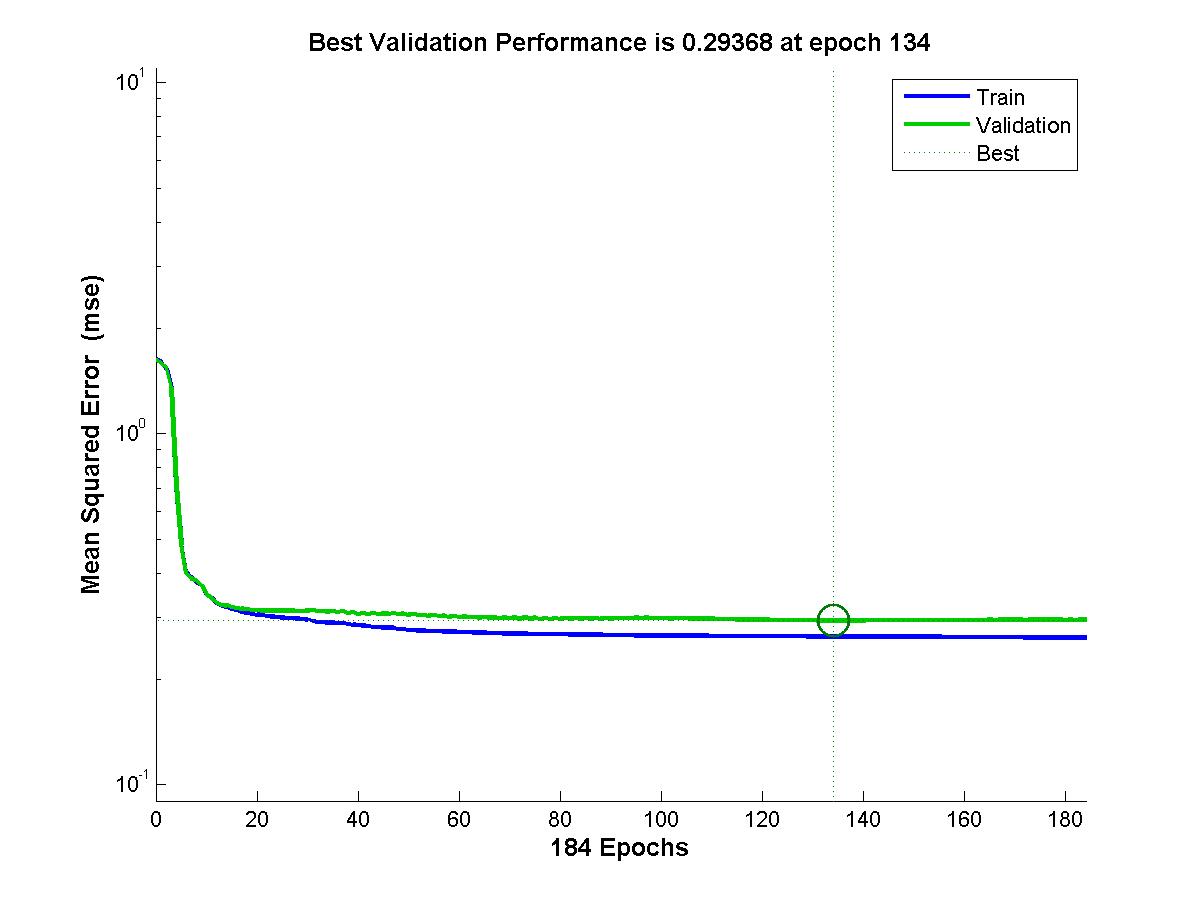 Best Validation Performance is 0.29368 at epoch 134
10^1
10^0
10^-1
Mean Squared Error (mse)
Train
Validation
Best
0 20 40 60 80 100 120 140 160 180
184 Epochs